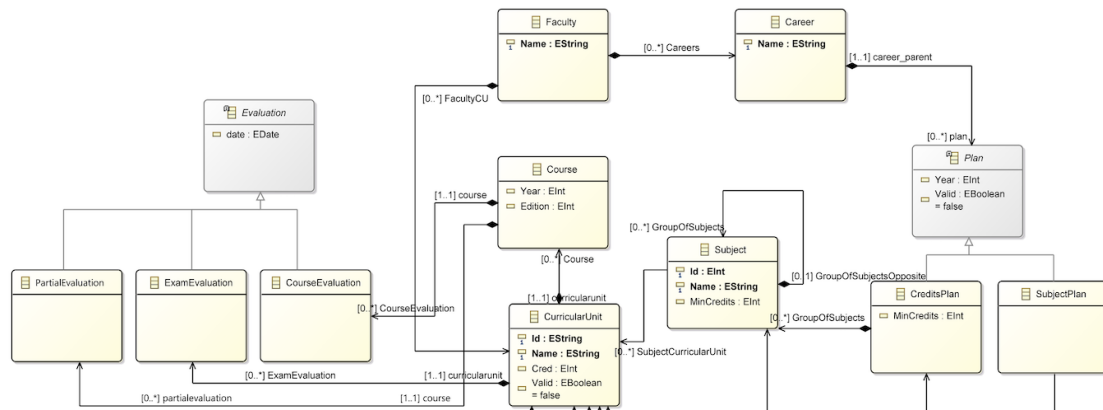 Faculty
Name : EString
Career
Name : EString
[0..*] Careers
[1..1] career_parent
[0..*] FacultyCU
Evaluation
date : EDate
[0..*] plan
Plan
Year : EInt
Valid : EBoolean
= false
Course
Year : EInt
Edition : EInt
[1..1] course
[0..*] GroupOfSubjects
Subject
Id : EInt
Name : EString
MinCredits : EInt
[0..1] GroupOfSubjectsOpposite
[0..*] Course
PartialEvaluation
ExamEvaluation
CourseEvaluation
CreditsPlan
MinCredits : EInt
SubjectPlan
[1..1] curricularunit
[0..*] CourseEvaluation
CurricularUnit
Id : EString
Name : EString
Cred : EInt
Valid : EBoolean
= false
[0..*] GroupOfSubjects
[0..*] SubjectCurricularUnit
[0..*] ExamEvaluation
[1..1] curricularunit
[0..*] partialevaluation
[1..1] course